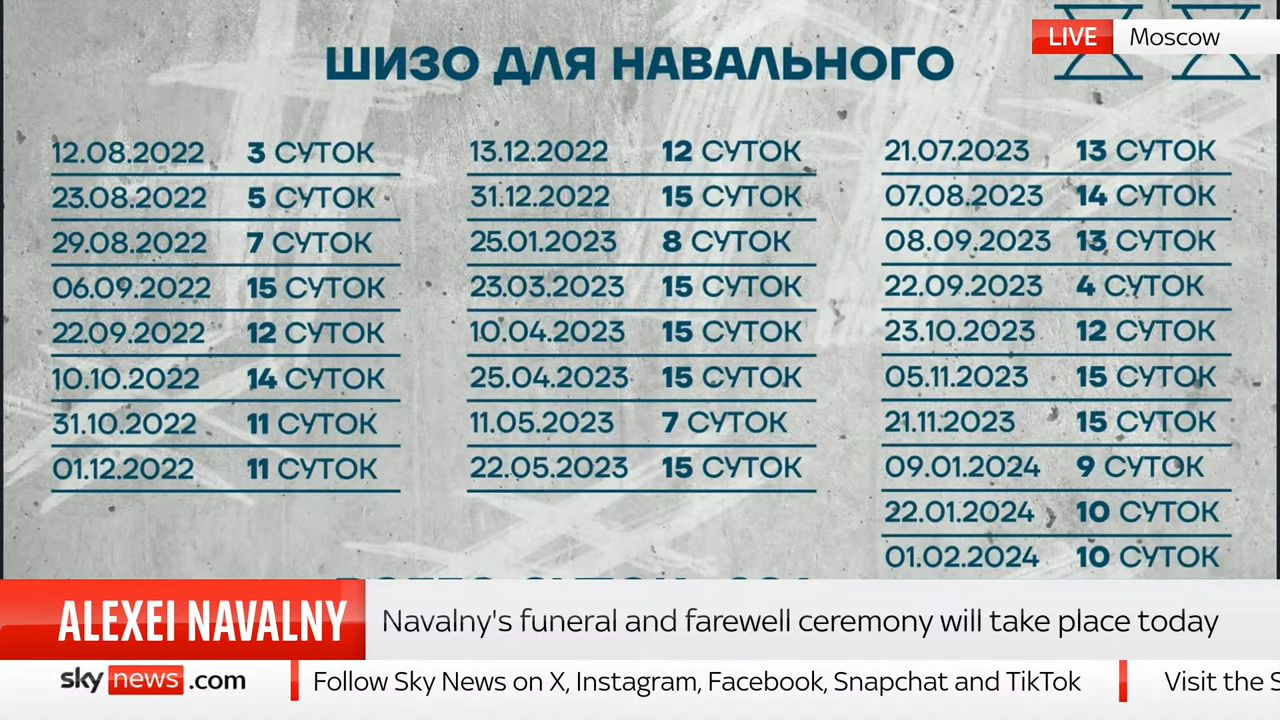 LIVE Moscow
ШИЗО ДЛЯ НАВАЛЬНОГО
12.08.2022 3 СУТОК
23.08.2022 5 СУТОК
29.08.2022 7 СУТОК
06.09.2022 15 СУТОК
22.09.2022 12 СУТОК
10.10.2022 14 СУТОК
31.10.2022 11 СУТОК
01.12.2022 11 СУТОК
13.12.2022 12 СУТОК
31.12.2022 15 СУТОК
25.01.2023 8 СУТОК
23.03.2023 15 СУТОК
10.04.2023 15 СУТОК
25.04.2023 15 СУТОК
11.05.2023 7 СУТОК
22.05.2023 15 СУТОК
21.07.2023 13 СУТОК
07.08.2023 14 СУТОК
08.09.2023 13 СУТОК
22.09.2023 4 СУТОК
23.10.2023 12 СУТОК
05.11.2023 15 СУТОК
21.11.2023 15 СУТОК
09.01.2024 9 СУТОК
22.01.2024 10 СУТОК
01.02.2024 10 СУТОК
ALEXEI NAVALNY Navalny's funeral and farewell ceremony will take place today
sky news.com Follow Sky News on X, Instagram, Facebook, Snapchat and TikTok Visit the